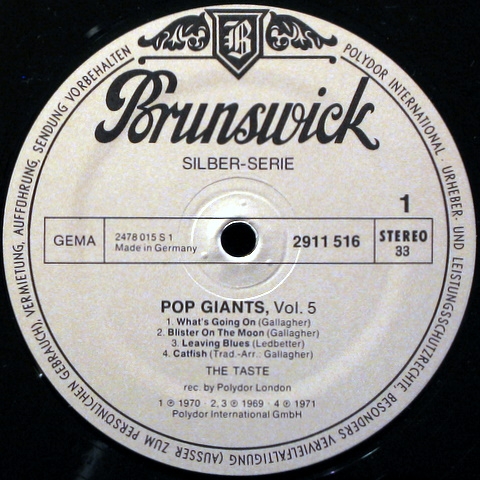 B
Brunswick
SILBER-SERIE
1
GEMA
2478 015 S 1
Made in Germany
2911 516
STEREO
33
POP GIANTS, Vol. 5
1. What's Going On (Gallagher)
2. Blister On The Moon (Gallagher)
3. Leaving Blues (Ledbetter)
4. Catfish (Trad.-Arr.: Gallagher)
THE TASTE
rec. by Polydor London
1 ℗ 1970 · 2, 3 ℗ 1969 · 4 ℗ 1971
Polydor International GmbH
POLYDOR INTERNATIONAL · URHEBER- UND LEISTUNGSSCHUTZRECHTE, BESONDERS VERVIELFÄLTIGUNG (AUSSER ZUM PERSÖNLICHEN GEBRAUCH), VERMIETUNG, AUFFÜHRUNG, SENDUNG VORBEHALTEN